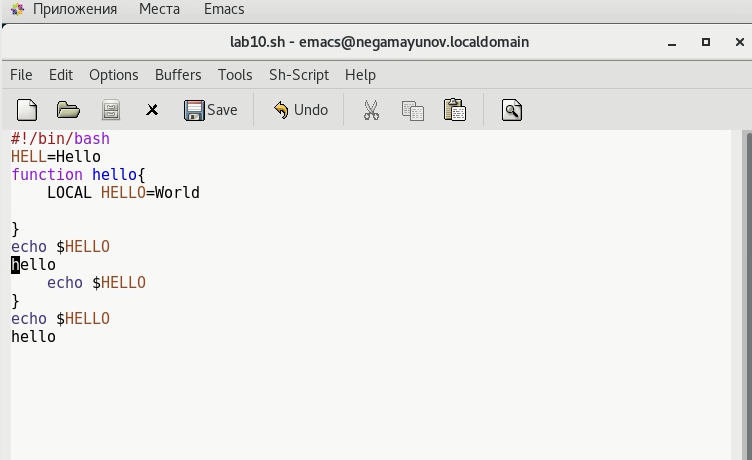 Приложения Места Emacs
lab10.sh - emacs@negamayunov.localdomain
File Edit Options Buffers Tools Sh-Script Help
Save Undo
#!/bin/bash
HELL=Hello
function hello{
    LOCAL HELLO=World
}
echo $HELLO
hello
    echo $HELLO
}
echo $HELLO
hello